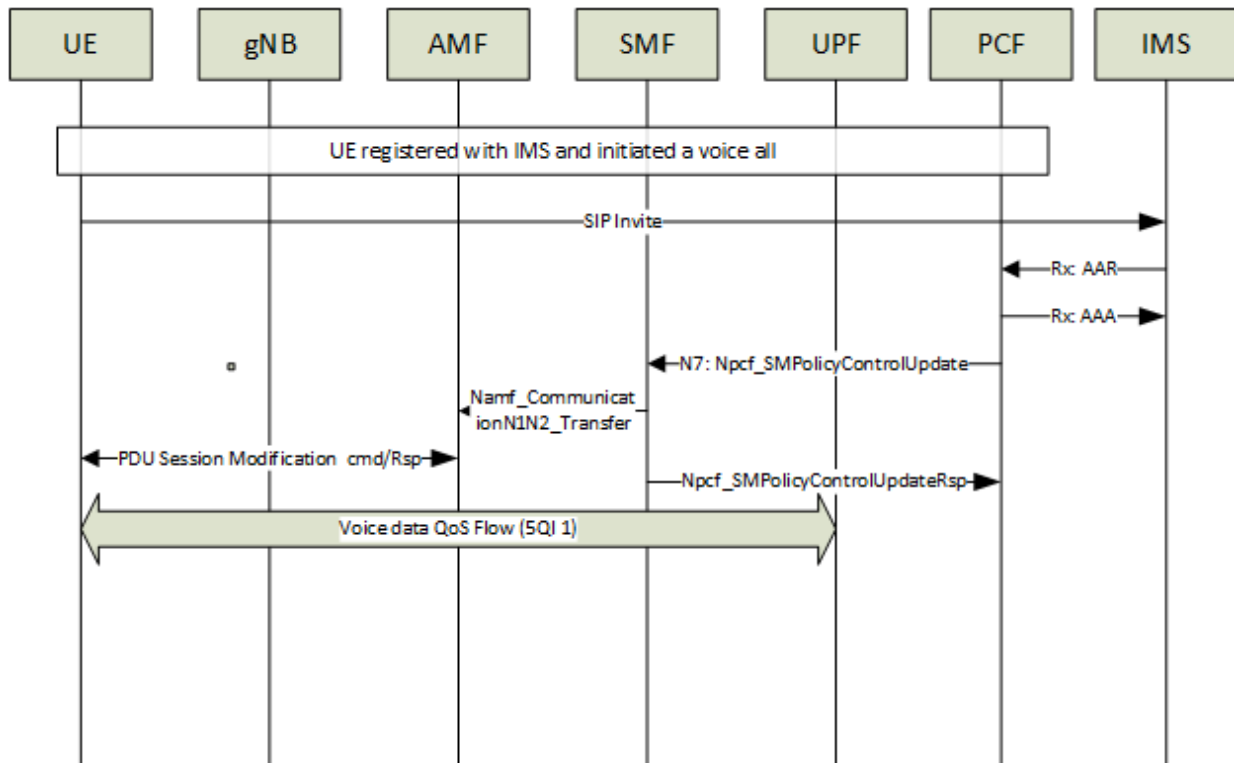 UE
gNB
AMF
SMF
UPF
PCF
IMS
UE registered with IMS and initiated a voice all
SIP Invite
Rx: AAR
Rx: AAA
N7: Npcf_SMPolicyControlUpdate
Namf_Communicat
ionN1N2_Transfer
PDU Session Modification cmd/Rsp
Npcf_SMPolicyControlUpdateRsp
Voice data QoS Flow (5QI 1)